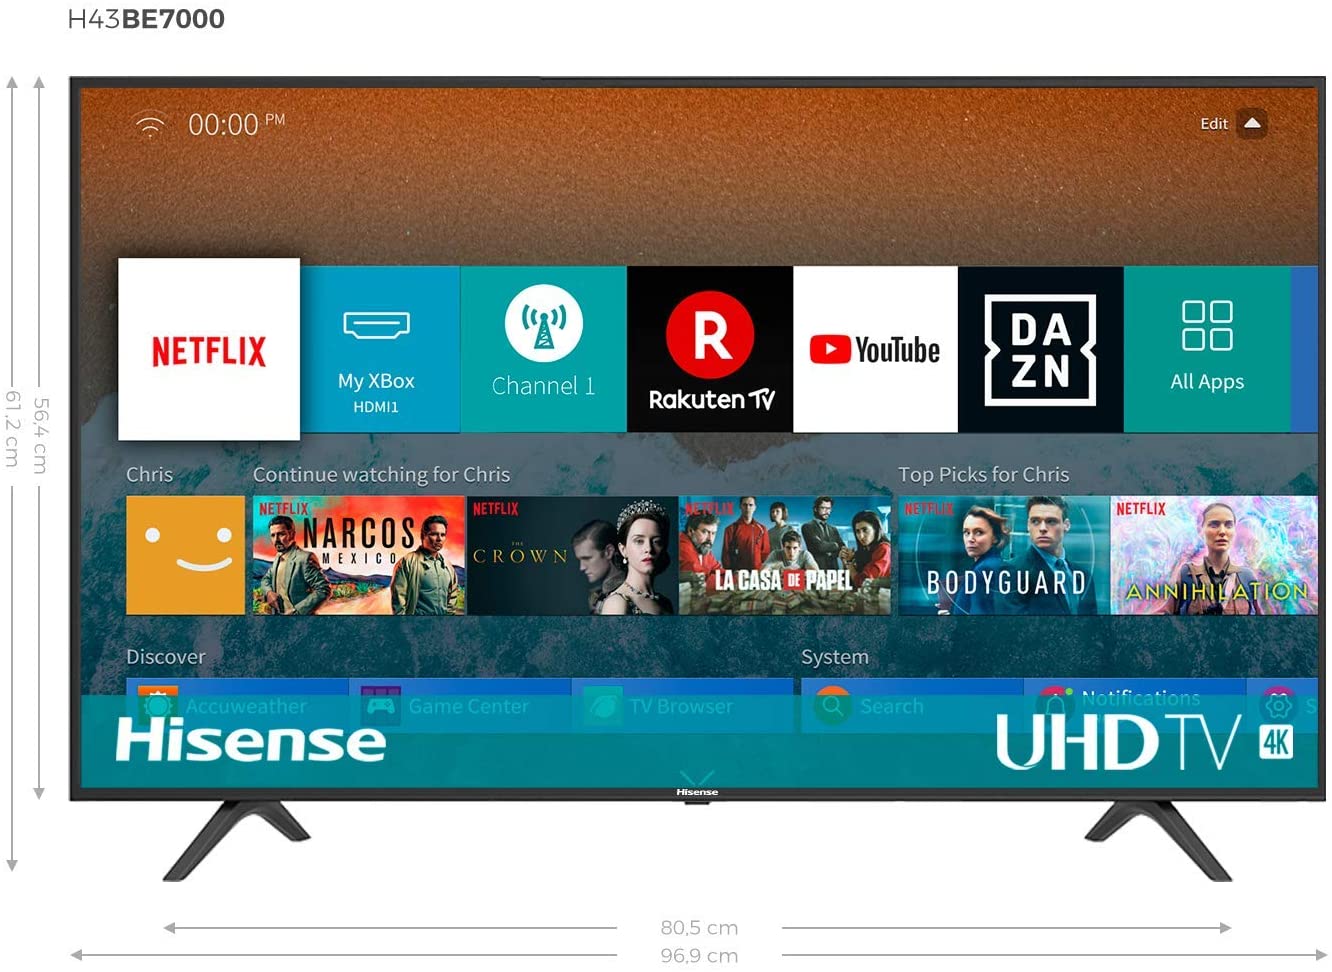 H43BE7000
00:00 PM
Edit
NETFLIX
My XBox
HDMI1
Channel 1
R
Rakuten TV
YouTube
DA
ZN
All Apps
61,2 cm
56,4 cm
Chris
Continue watching for Chris
Top Picks for Chris
NETFLIX
NARCOS
MEXICO
NETFLIX
THE
CROWN
NETFLIX
LA CASA DE PAPEL
NETFLIX
BODYGUARD
NETFLIX
ANNIHILATION
Discover
System
Accuweather
Game Center
TV Browser
Search
Notifications
S
Hisense
UHD TV 4K
Hisense
80,5 cm
96,9 cm